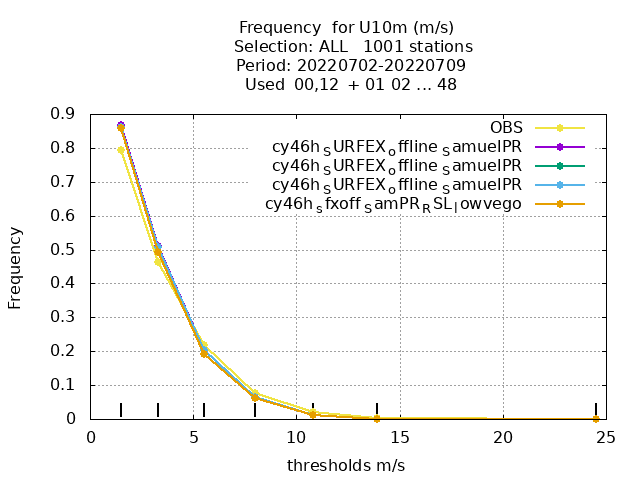 Frequency  for U10m (m/s)
Selection: ALL   1001 stations
Period: 20220702-20220709
Used  00,12  + 01 02 ... 48
0.9
0.8
0.7
0.6
0.5
0.4
0.3
0.2
0.1
0
Frequency
OBS
cy46h_SURFEX_offline_SamuelPR
cy46h_SURFEX_offline_SamuelPR
cy46h_SURFEX_offline_SamuelPR
cy46h_sfxoff_SamPR_RSL_lowvego
0 5 10 15 20 25
thresholds m/s